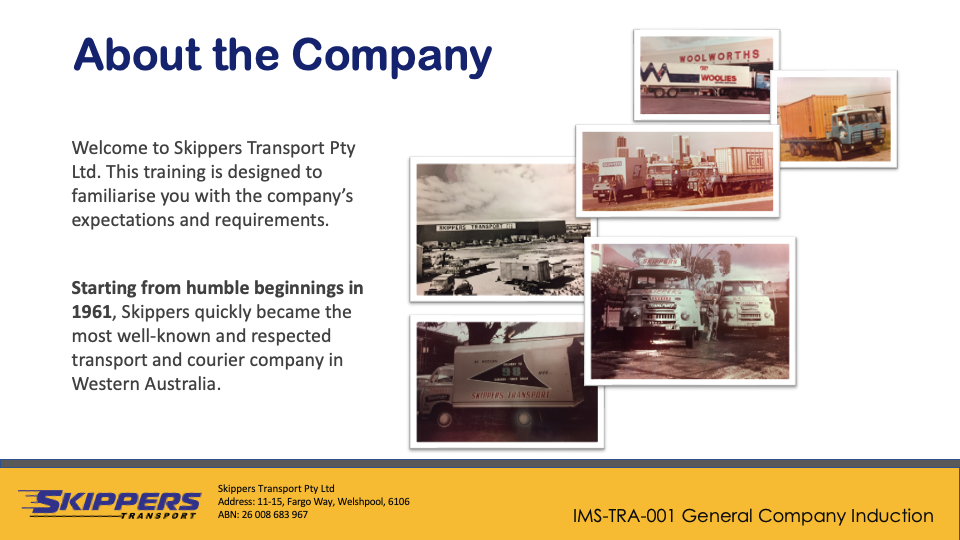 About the Company
Welcome to Skippers Transport Pty
Ltd. This training is designed to
familiarise you with the company’s
expectations and requirements.
Starting from humble beginnings in
1961, Skippers quickly became the
most well-known and respected
transport and courier company in
Western Australia.
WOOLWORTHS
WOOLIES
SKIPPERS
SKIPPERS TRANSPORT
SKIPPERS
98
SKIPPERS TRANSPORT
SKIPPERS
TRANSPORT
Skippers Transport Pty Ltd
Address: 11-15, Fargo Way, Welshpool, 6106
ABN: 26 008 683 967
IMS-TRA-001 General Company Induction